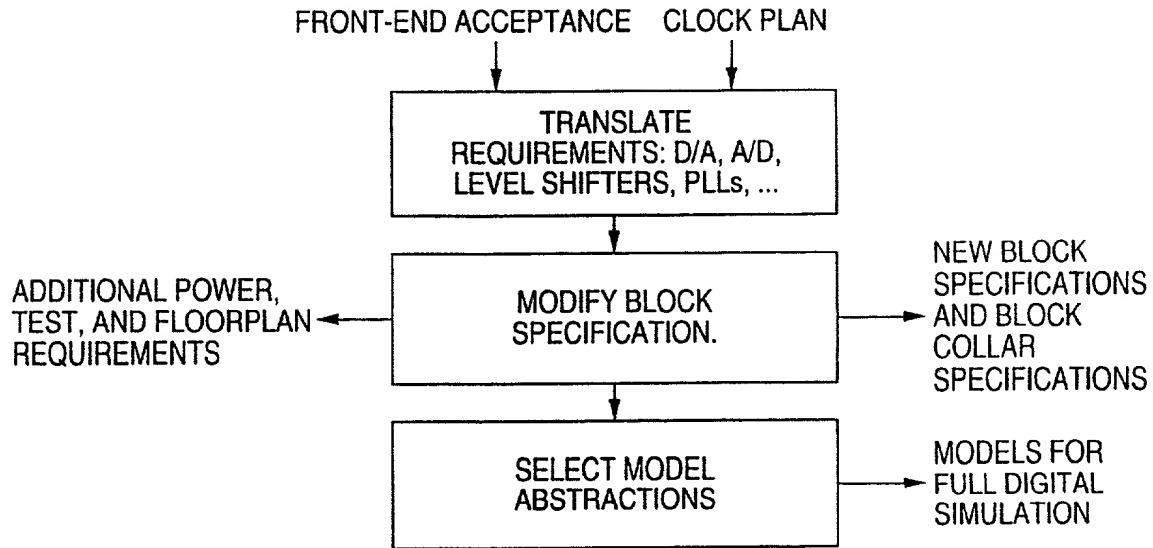 FRONT-END ACCEPTANCE
CLOCK PLAN
TRANSLATE
REQUIREMENTS: D/A, A/D,
LEVEL SHIFTERS, PLLs, ...
ADDITIONAL POWER,
TEST, AND FLOORPLAN
REQUIREMENTS
MODIFY BLOCK
SPECIFICATION.
NEW BLOCK
SPECIFICATIONS
AND BLOCK
COLLAR
SPECIFICATIONS
SELECT MODEL
ABSTRACTIONS
MODELS FOR
FULL DIGITAL
SIMULATION